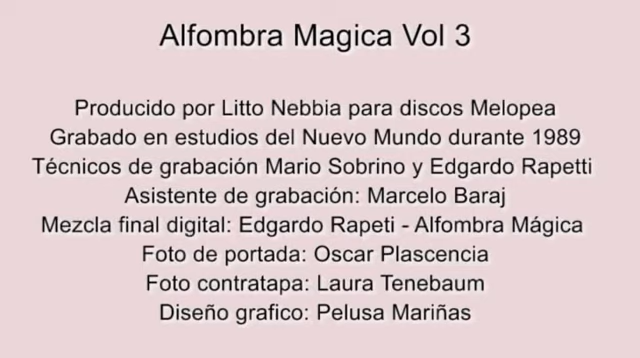 Alfombra Magica Vol 3
Producido por Litto Nebbia para discos Melopea
Grabado en estudios del Nuevo Mundo durante 1989
Técnicos de grabación Mario Sobrino y Edgardo Rapetti
Asistente de grabación: Marcelo Baraj
Mezcla final digital: Edgardo Rapeti - Alfombra Mágica
Foto de portada: Oscar Plascencia
Foto contratapa: Laura Tenebaum
Diseño grafico: Pelusa Mariñas